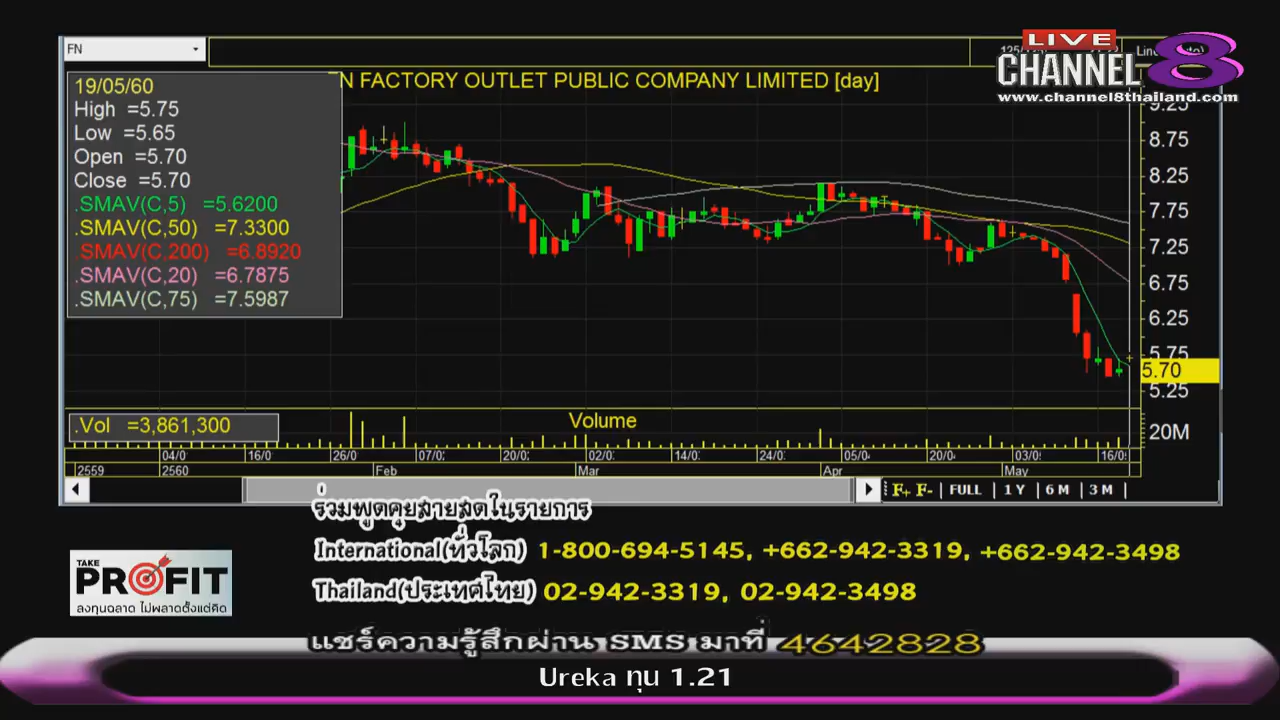 FN
LIVE
CHANNEL 8
www.channel8thailand.com
FN FACTORY OUTLET PUBLIC COMPANY LIMITED [day]
19/05/60
High =5.75
Low =5.65
Open =5.70
Close =5.70
.SMAV(C,5) =5.6200
.SMAV(C,50) =7.3300
.SMAV(C,200) =6.8920
.SMAV(C,20) =6.7875
.SMAV(C,75) =7.5987
9.25
8.75
8.25
7.75
7.25
6.75
6.25
5.75
5.70
5.25
.Vol =3,861,300
Volume
20M
04/0 16/0 26/0 07/0 20/0 02/0 14/0 24/0 05/0 20/0 03/0 16/0
2559 2560 Feb Mar Apr May
F+ F- | FULL | 1 Y | 6 M | 3 M |
ร่วมพูดคุยสายสดในรายการ
International(ทั่วโลก) 1-800-694-5145, +662-942-3319, +662-942-3498
Thailand(ประเทศไทย) 02-942-3319, 02-942-3498
TAKE
PROFIT
ลงทุนฉลาด ไม่พลาดตั้งแต่คิด
แชร์ความรู้สึกผ่าน SMS มาที่ 4642828
Ureka ทุน 1.21